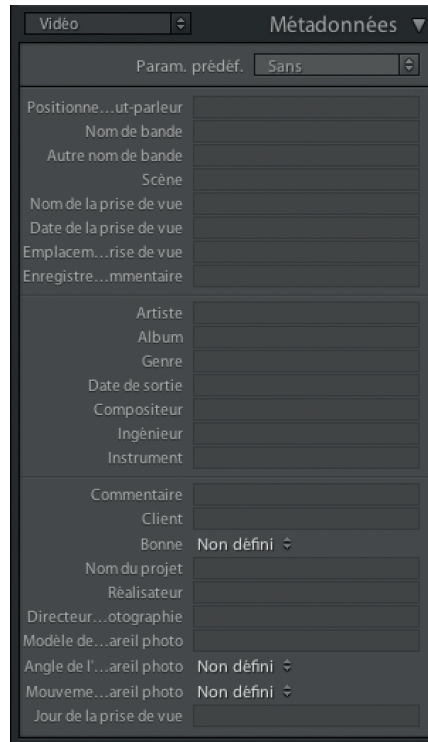 Vidéo Métadonnées
Param. prédéf. Sans
Positionne...ut-parleur
Nom de bande
Autre nom de bande
Scène
Nom de la prise de vue
Date de la prise de vue
Emplacem...rise de vue
Enregistre...mmentaire
Artiste
Album
Genre
Date de sortie
Compositeur
Ingénieur
Instrument
Commentaire
Client
Bonne Non défini
Nom du projet
Réalisateur
Directeur...otographie
Modèle de...areil photo
Angle de l'...areil photo Non défini
Mouveme...areil photo Non défini
Jour de la prise de vue